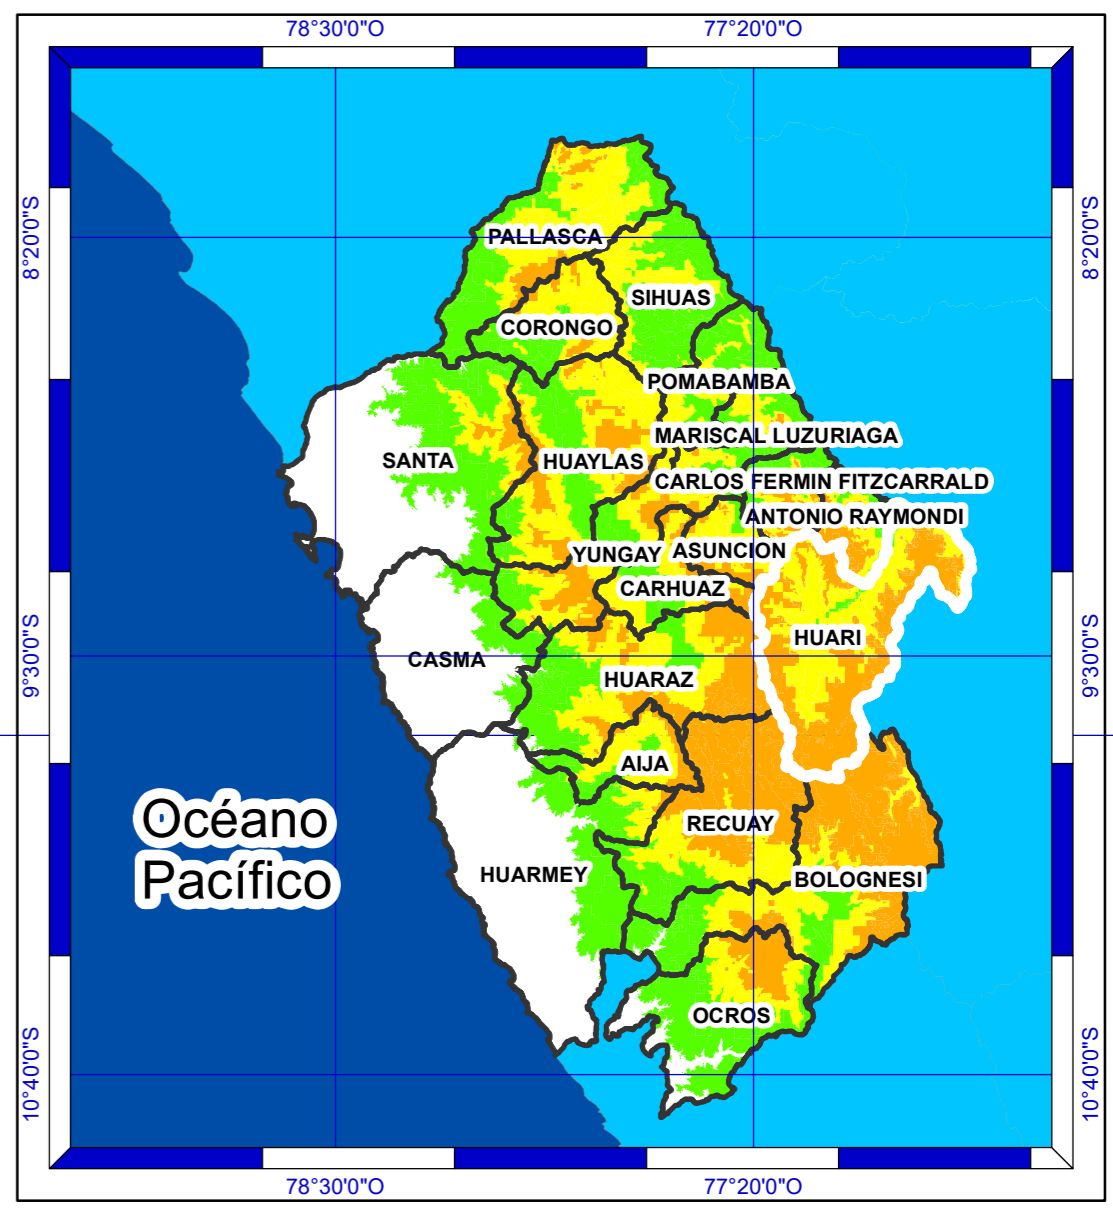 78°30'0"O
77°20'0"O
8°20'0"S
8°20'0"S
PALLASCA
SIHUAS
CORONGO
POMABAMBA
MARISCAL LUZURIAGA
SANTA
HUAYLAS
CARLOS FERMIN FITZCARRALD
ANTONIO RAYMONDI
YUNGAY
ASUNCION
CARHUAZ
HUARI
9°30'0"S
9°30'0"S
CASMA
HUARAZ
AIJA
Océano
Pacífico
RECUAY
HUARMEY
BOLOGNESI
OCROS
10°40'0"S
10°40'0"S
78°30'0"O
77°20'0"O